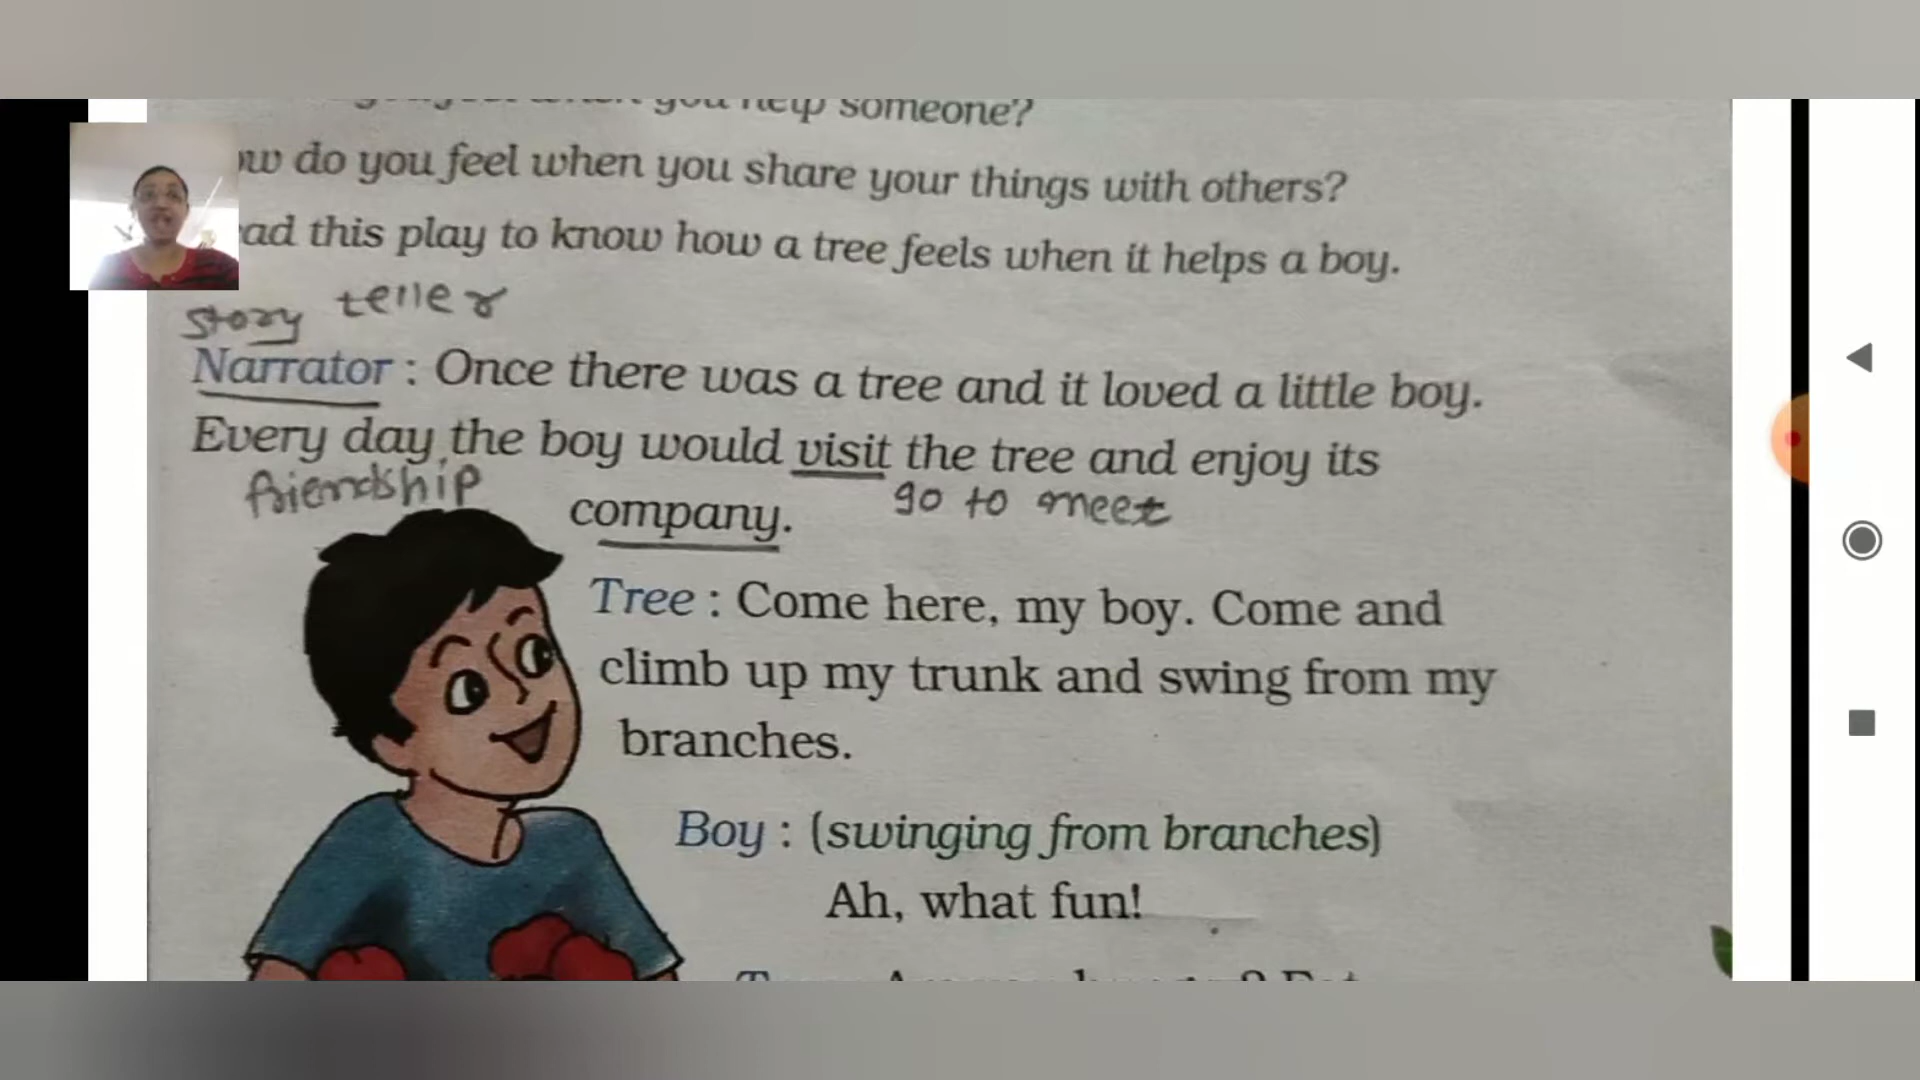 you help someone?
ow do you feel when you share your things with others?
ad this play to know how a tree feels when it helps a boy.
story teller
Narrator : Once there was a tree and it loved a little boy.
Every day the boy would visit the tree and enjoy its
friendship company. go to meet
Tree : Come here, my boy. Come and
climb up my trunk and swing from my
branches.
Boy : (swinging from branches)
Ah, what fun!